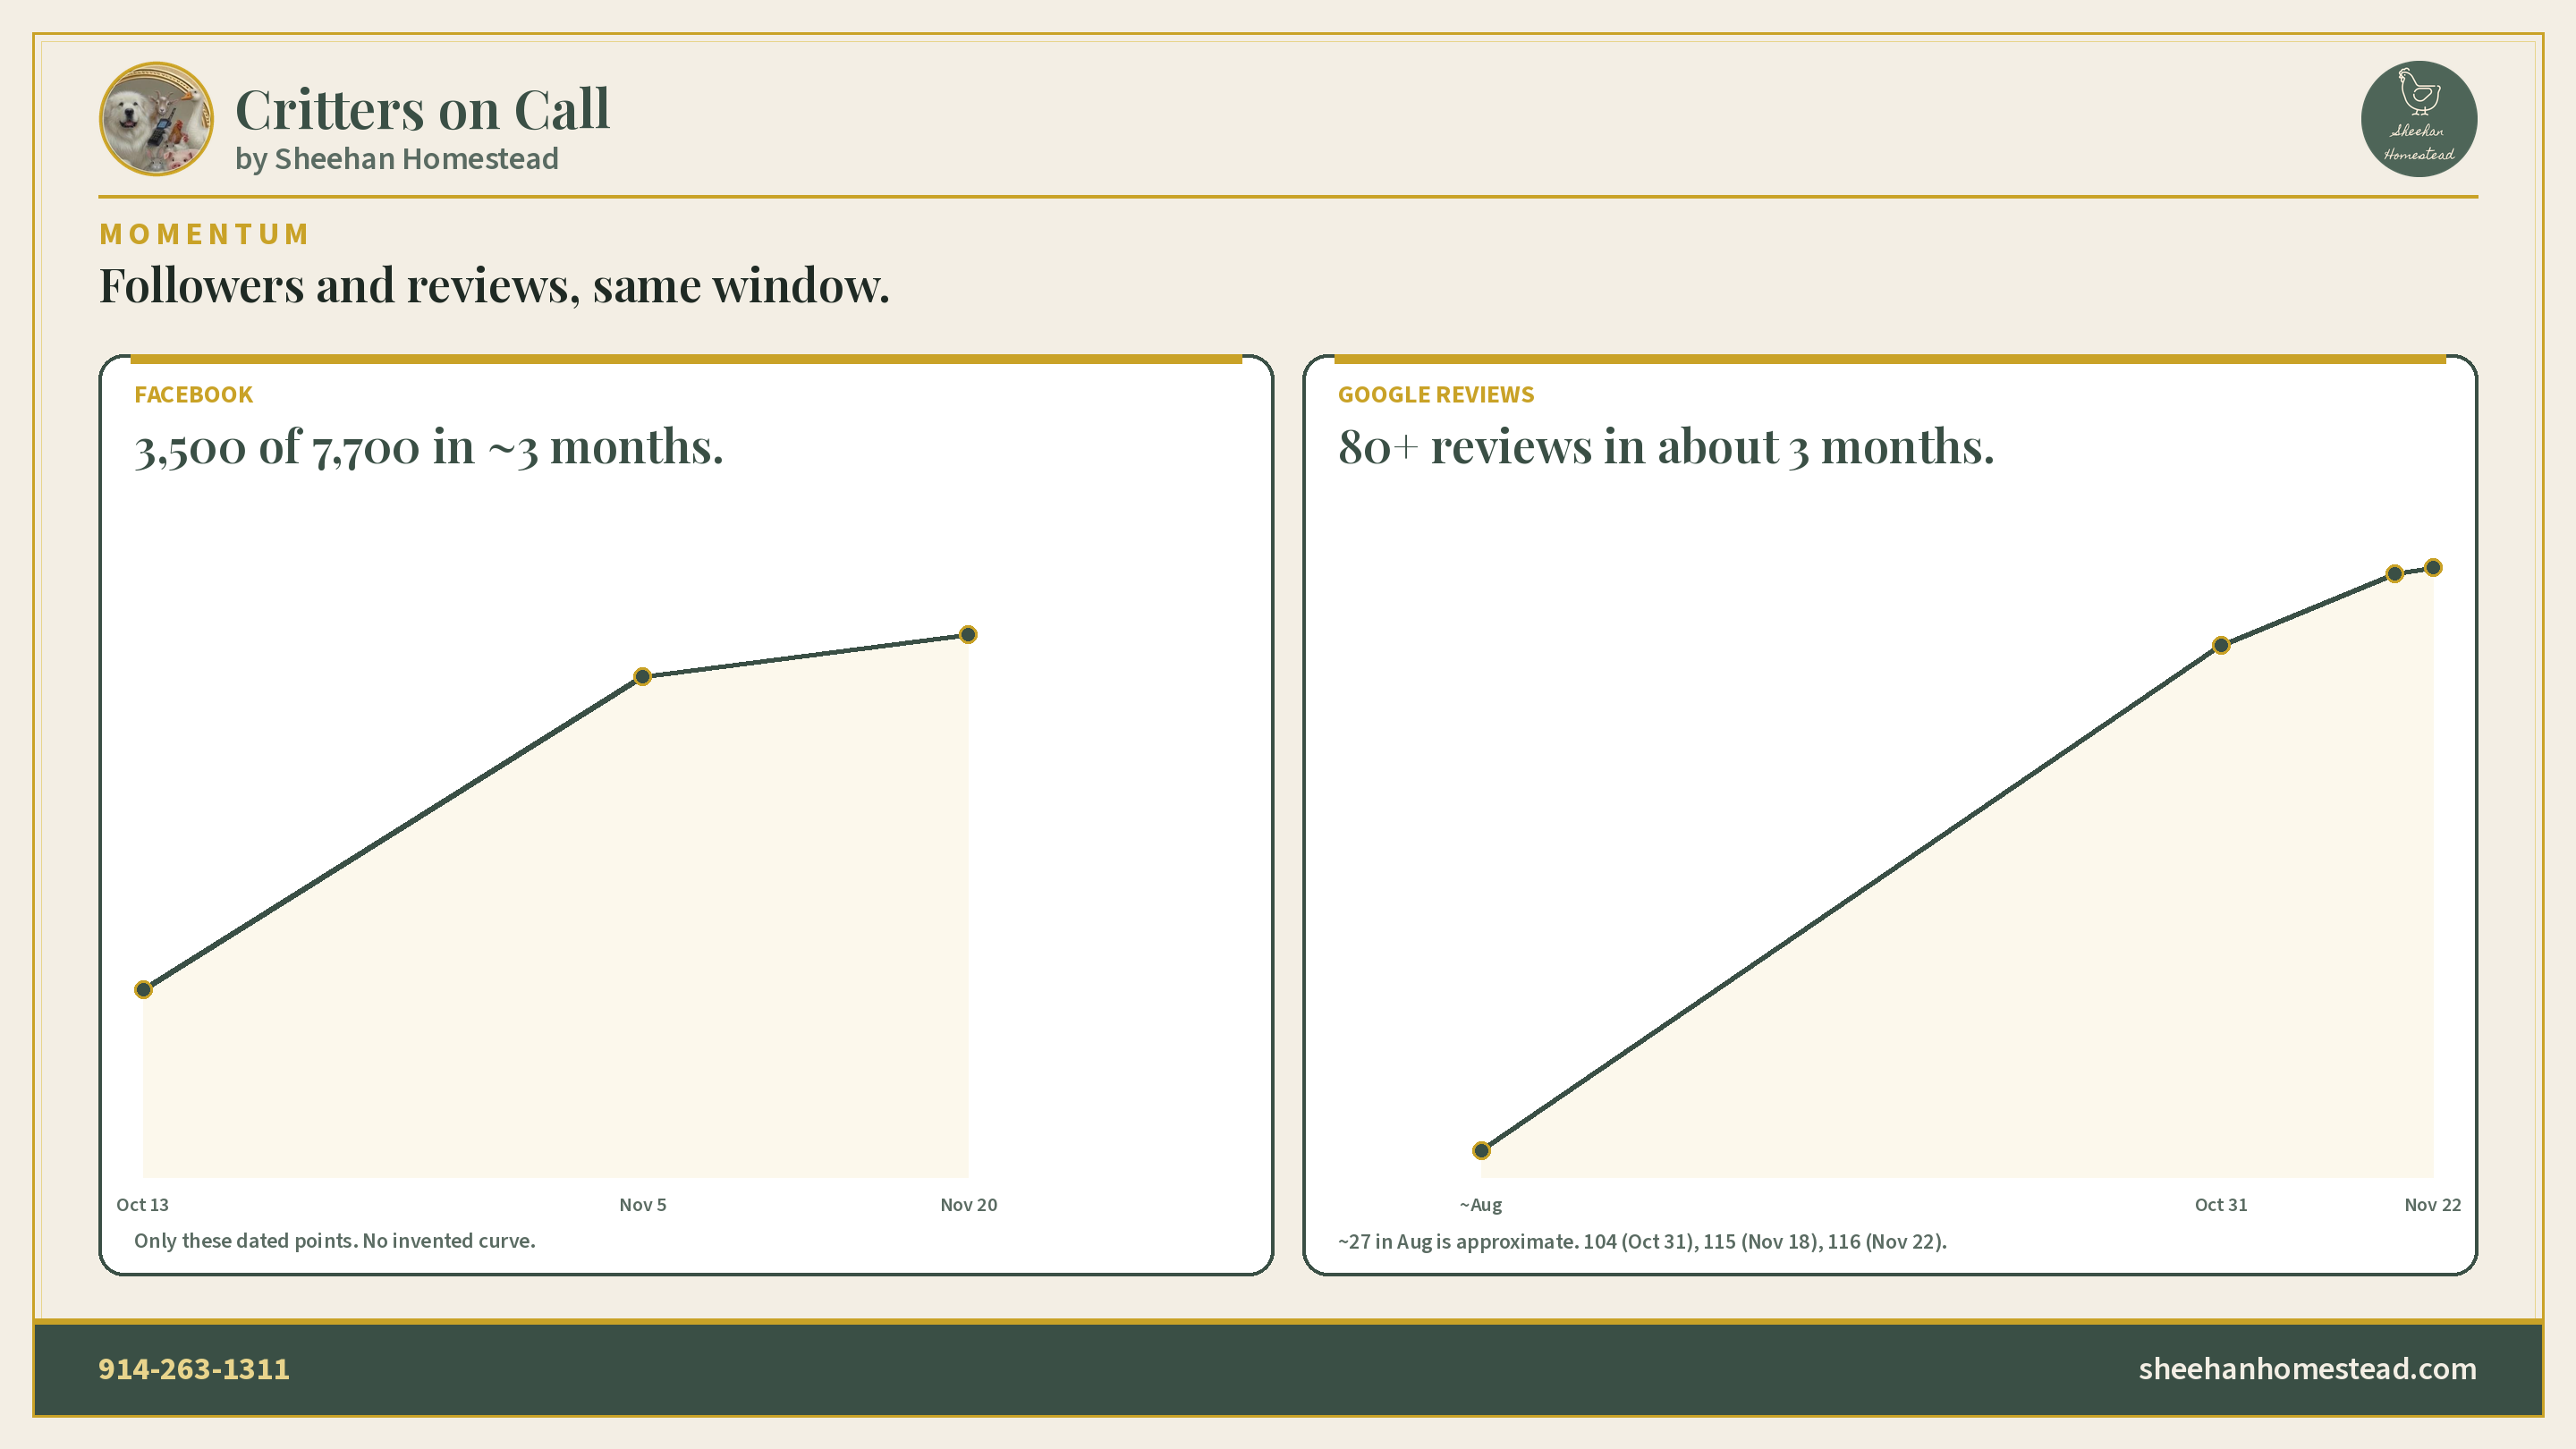 Critters on Call
by Sheehan Homestead
Sheehan
Homestead
MOMENTUM
Followers and reviews, same window.
FACEBOOK
3,500 of 7,700 in ~3 months.
Oct 13
Nov 5
Nov 20
Only these dated points. No invented curve.
GOOGLE REVIEWS
80+ reviews in about 3 months.
~Aug
Oct 31
Nov 22
~27 in Aug is approximate. 104 (Oct 31), 115 (Nov 18), 116 (Nov 22).
914-263-1311
sheehanhomestead.com